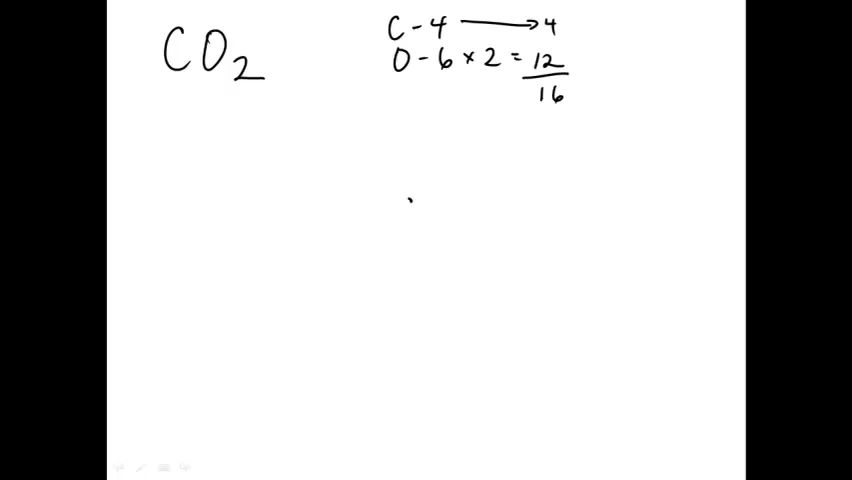 CO₂
C - 4 → 4
O - 6 × 2 = 12
16